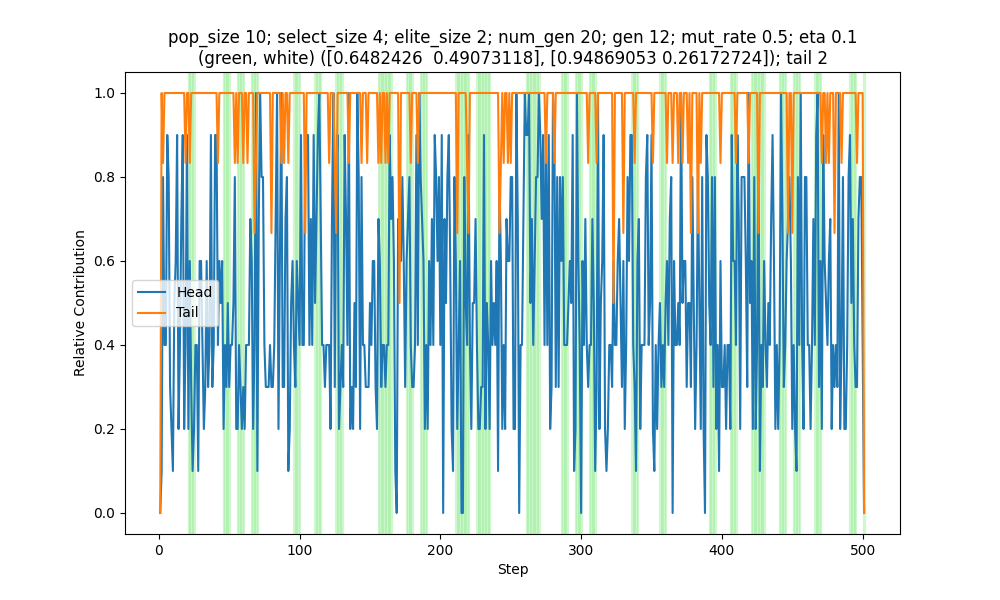 pop_size 10; select_size 4; elite_size 2; num_gen 20; gen 12; mut_rate 0.5; eta 0.1
(green, white) ([0.6482426  0.49073118], [0.94869053 0.26172724]); tail 2
1.0
0.8
0.6
0.4
0.2
0.0
Relative Contribution
Head
Tail
0
100
200
300
400
500
Step